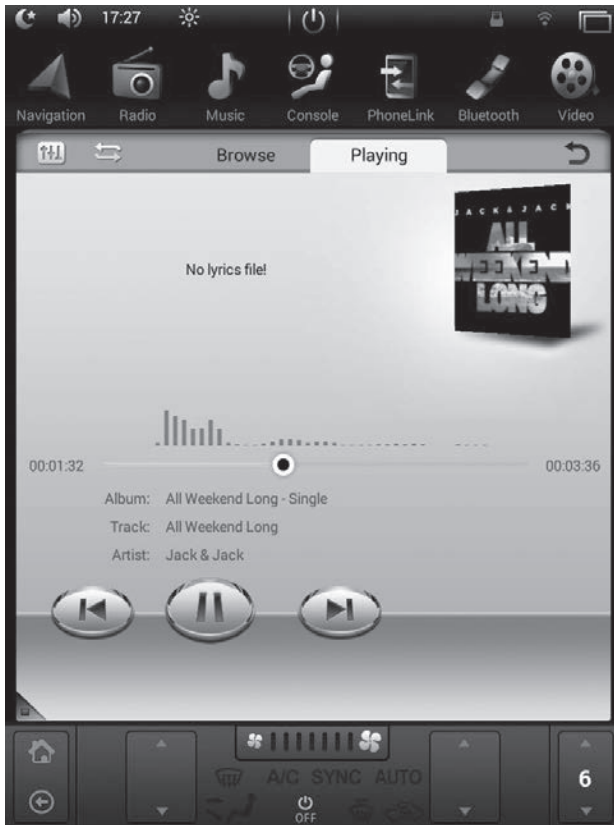 17:27
Navigation Radio Music Console PhoneLink Bluetooth Video
Browse Playing
JACK & JACK
ALL
WEEKEND
LONG
No lyrics file!
00:01:32 00:03:36
Album: All Weekend Long - Single
Track: All Weekend Long
Artist: Jack & Jack
A/C SYNC AUTO
6
OFF